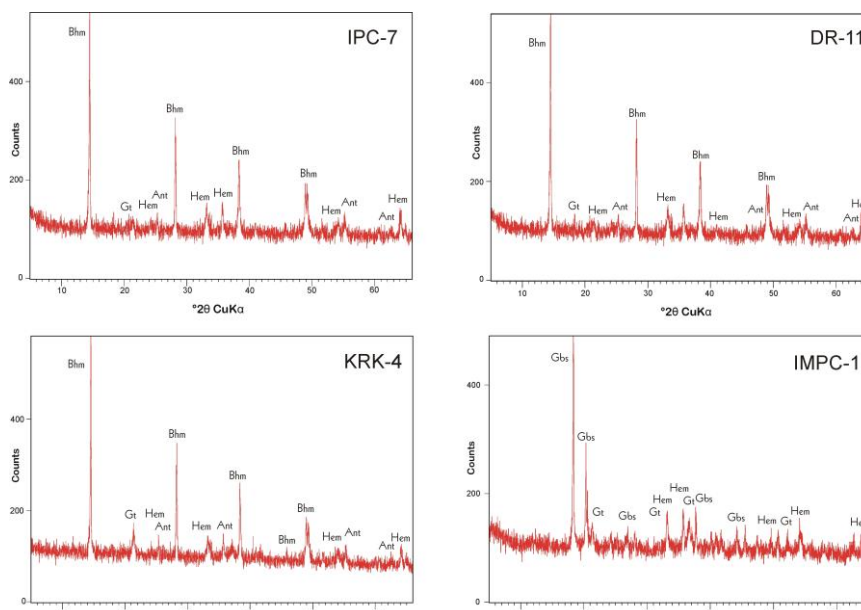 IPC-7
Counts
400
200
0
Bhm
Gt
Hem
Ant
Bhm
Hem
Hem
Bhm
Bhm
Hem
Ant
Ant
Hem
10 20 30 40 50 60
°2θ CuKα
DR-11
Counts
400
200
0
Bhm
Gt
Hem
Ant
Bhm
Hem
Bhm
Hem
Ant
Bhm
Hem
Ant
Ant
10 20 30 40 50 60
°2θ CuKα
KRK-4
Counts
400
200
0
Bhm
Gt
Hem
Ant
Bhm
Hem
Ant
Bhm
Bhm
Bhm
Hem
Ant
Ant
Hem
IMPC-1
Counts
400
200
0
Gbs
Gbs
Gt
Gbs
Gt
Hem
Hem
Gt
Gbs
Gbs
Hem
Gt
Hem